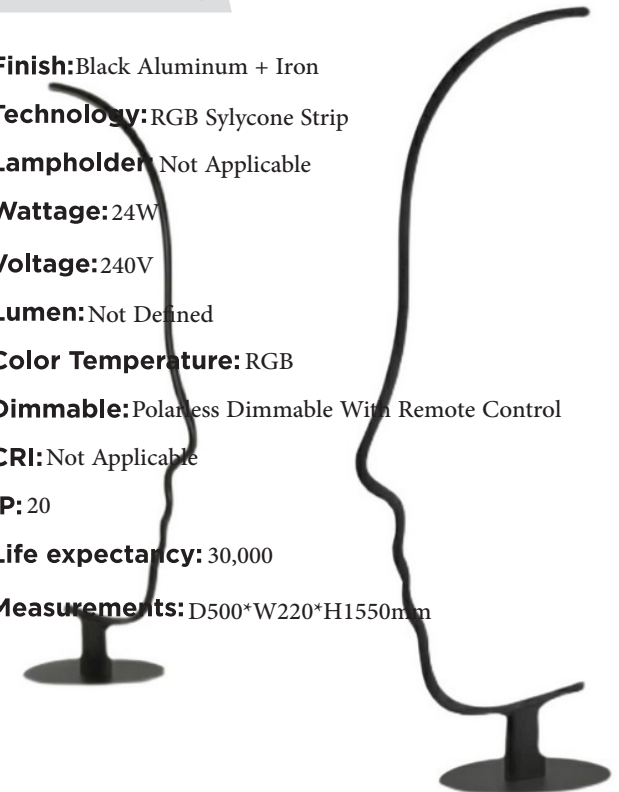 Finish: Black Aluminum + Iron
Technology: RGB Sylycone Strip
Lampholder: Not Applicable
Wattage: 24W
Voltage: 240V
Lumen: Not Defined
Color Temperature: RGB
Dimmable: Polarless Dimmable With Remote Control
CRI: Not Applicable
IP: 20
Life expectancy: 30,000
Measurements: D500*W220*H1550mm